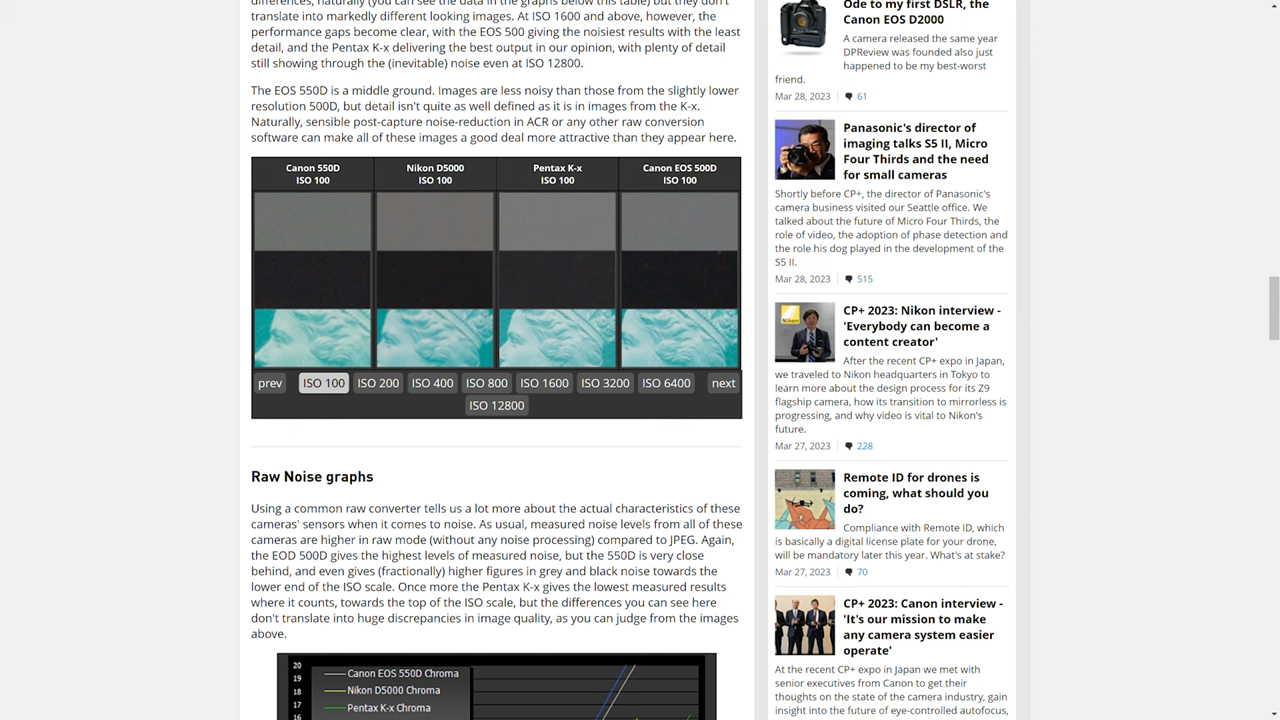 differences, naturally (you can see the data in the graphs below this table) but they don't
translate into markedly different looking images. At ISO 1600 and above, however, the
performance gaps become clear, with the EOS 500 giving the noisiest results with the least
detail, and the Pentax K-x delivering the best output in our opinion, with plenty of detail
still showing through the (inevitable) noise even at ISO 12800.
The EOS 550D is a middle ground. Images are less noisy than those from the slightly lower
resolution 500D, but detail isn't quite as well defined as it is in images from the K-x.
Naturally, sensible post-capture noise-reduction in ACR or any other raw conversion
software can make all of these images a good deal more attractive than they appear here.
Canon 550D
ISO 100
Nikon D5000
ISO 100
Pentax K-x
ISO 100
Canon EOS 500D
ISO 100
prev ISO 100 ISO 200 ISO 400 ISO 800 ISO 1600 ISO 3200 ISO 6400 next
ISO 12800
Raw Noise graphs
Using a common raw converter tells us a lot more about the actual characteristics of these
cameras' sensors when it comes to noise. As usual, measured noise levels from all of these
cameras are higher in raw mode (without any noise processing) compared to JPEG. Again,
the EOD 500D gives the highest levels of measured noise, but the 550D is very close
behind, and even gives (fractionally) higher figures in grey and black noise towards the
lower end of the ISO scale. Once more the Pentax K-x gives the lowest measured results
where it counts, towards the top of the ISO scale, but the differences you can see here
don't translate into huge discrepancies in image quality, as you can judge from the images
above.
20
19
18
17
16
Canon EOS 550D Chroma
Nikon D5000 Chroma
Pentax K-x Chroma
Ode to my first DSLR, the
Canon EOS D2000
A camera released the same year
DPReview was founded also just
happened to be my best-worst
friend.
Mar 28, 2023 61
Panasonic's director of
imaging talks S5 II, Micro
Four Thirds and the need
for small cameras
Shortly before CP+, the director of Panasonic's
camera business visited our Seattle office. We
talked about the future of Micro Four Thirds, the
role of video, the adoption of phase detection and
the role his dog played in the development of the
S5 II.
Mar 28, 2023 515
Nikon
CP+ 2023: Nikon interview -
'Everybody can become a
content creator'
After the recent CP+ expo in Japan,
we traveled to Nikon headquarters in Tokyo to
learn more about the design process for its Z9
flagship camera, how its transition to mirrorless is
progressing, and why video is vital to Nikon's
future.
Mar 27, 2023 228
Remote ID for drones is
coming, what should you
do?
Compliance with Remote ID, which
is basically a digital license plate for your drone,
will be mandatory later this year. What's at stake?
Mar 27, 2023 70
CP+ 2023: Canon interview -
'It's our mission to make
any camera system easier
operate'
At the recent CP+ expo in Japan we met with
senior executives from Canon to get their
thoughts on the state of the camera industry, gain
insight into the future of eye-controlled autofocus,